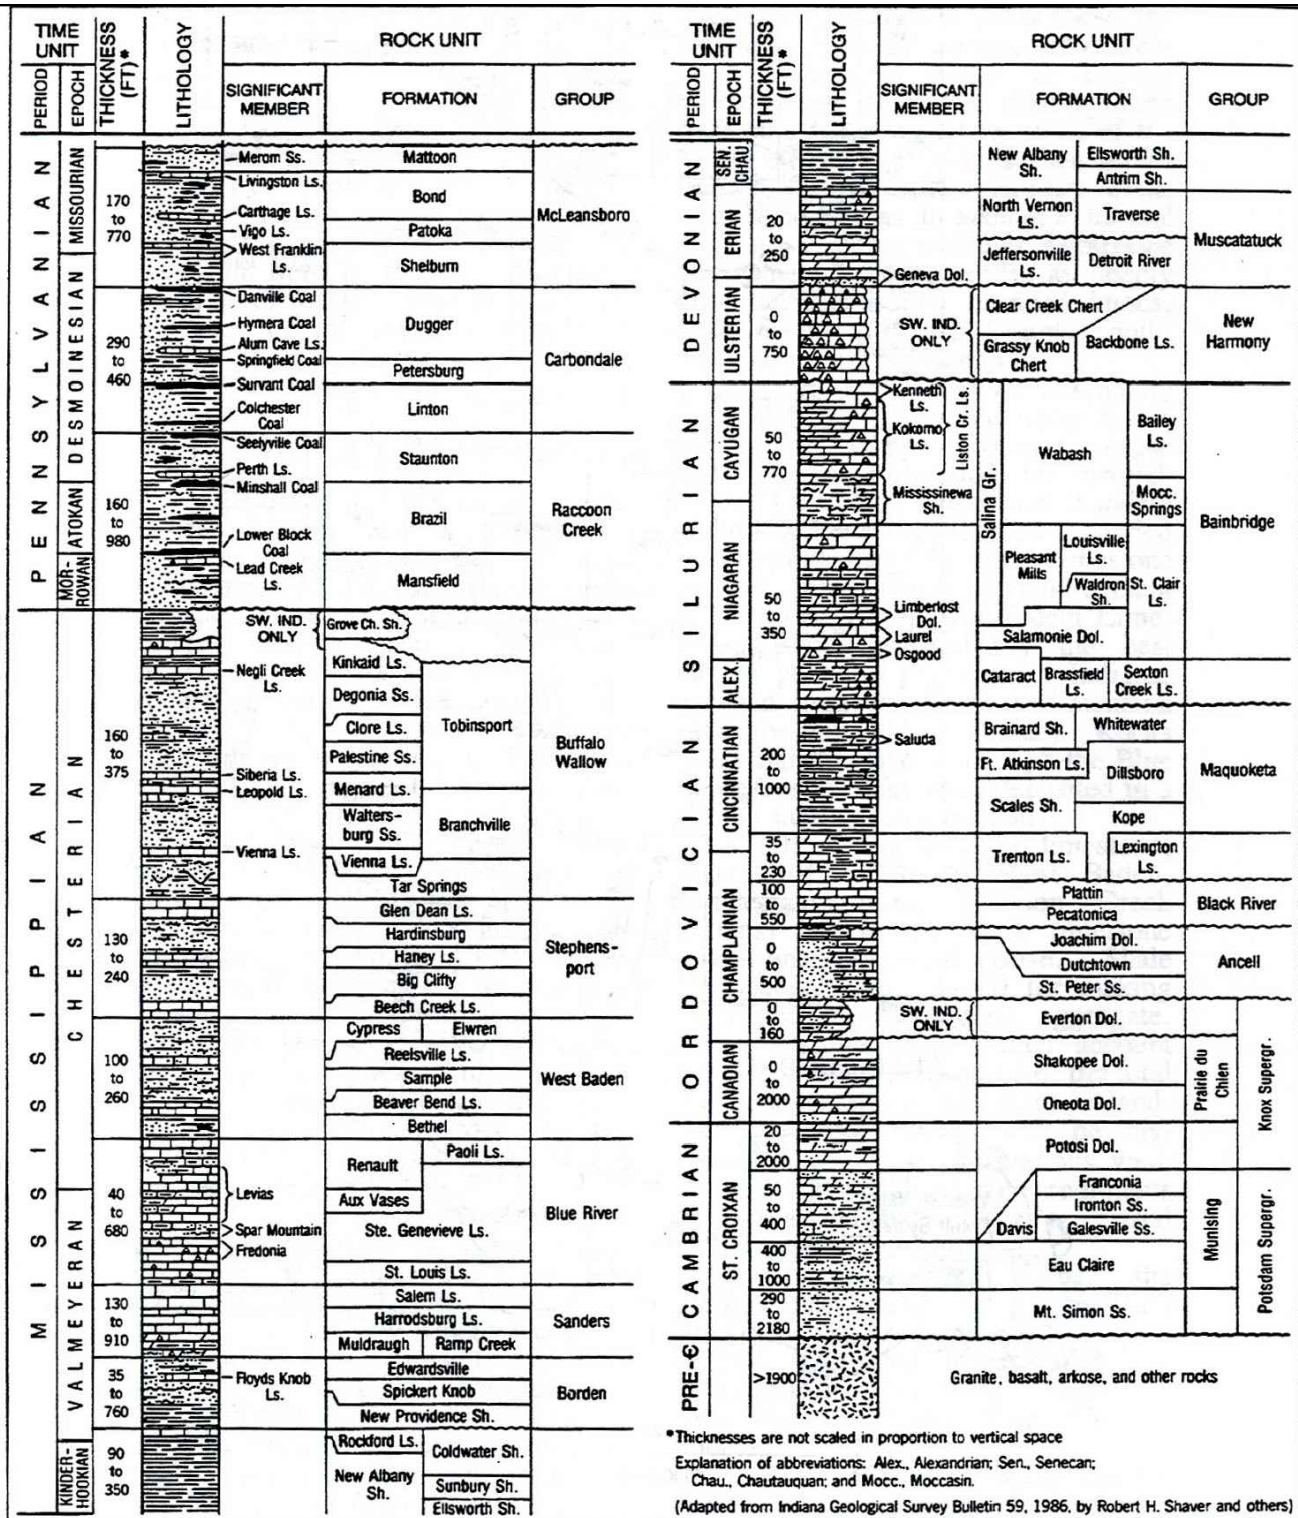 TIME UNIT
THICKNESS (FT)*
LITHOLOGY
ROCK UNIT
PERIOD
EPOCH
SIGNIFICANT MEMBER
FORMATION
GROUP
PENNSYLVANIAN
MISSOURIAN
DESMOINESIAN
ATOKAN
MOR-
ROWAN
170
to
770
Merom Ss.
Livingston Ls.
Carthage Ls.
Vigo Ls.
West Franklin
Ls.
Mattoon
Bond
Patoka
Shelburn
McLeansboro
290
to
460
Danville Coal
Hymera Coal
Alum Cave Ls.
Springfield Coal
Survant Coal
Colchester
Coal
Dugger
Petersburg
Linton
Carbondale
160
to
980
Seelyville Coal
Perth Ls.
Minshall Coal
Lower Block
Coal
Lead Creek
Ls.
Staunton
Brazil
Mansfield
Raccoon
Creek
MISSISSIPPIAN
CHESTERIAN
VALMEYERAN
KINDER-
HOOKIAN
160
to
375
SW. IND.
ONLY
Negli Creek
Ls.
Siberia Ls.
Leopold Ls.
Vienna Ls.
Grove Ch. Sh.
Kinkaid Ls.
Degonia Ss.
Clore Ls.
Palestine Ss.
Menard Ls.
Walters-
burg Ss.
Vienna Ls.
Tobinsport
Branchville
Tar Springs
Buffalo
Wallow
130
to
240
Glen Dean Ls.
Hardinsburg
Haney Ls.
Big Clifty
Beech Creek Ls.
Stephens-
port
100
to
260
Cypress
Elwren
Reelsville Ls.
Sample
Beaver Bend Ls.
Bethel
West Baden
40
to
680
Levias
Spar Mountain
Fredonia
Renault
Paoli Ls.
Aux Vases
Ste. Genevieve Ls.
St. Louis Ls.
Blue River
130
to
910
Salem Ls.
Harrodsburg Ls.
Muldraugh
Ramp Creek
Sanders
35
to
760
Floyds Knob
Ls.
Edwardsville
Spickert Knob
New Providence Sh.
Borden
90
to
350
Rockford Ls.
New Albany
Sh.
Coldwater Sh.
Sunbury Sh.
Ellsworth Sh.
TIME
UNIT
THICKNESS
(FT)*
LITHOLOGY
ROCK UNIT
PERIOD
EPOCH
SIGNIFICANT
MEMBER
FORMATION
GROUP
DEVONIAN
SEN.
CHAU.
ERIAN
ULSTERIAN
New Albany
Sh.
Ellsworth Sh.
Antrim Sh.
20
to
250
Geneva Dol.
North Vernon
Ls.
Traverse
Jeffersonville
Ls.
Detroit River
Muscatatuck
0
to
750
SW. IND.
ONLY
Clear Creek Chert
Grassy Knob
Chert
Backbone Ls.
New
Harmony
SILURIAN
CAYUGAN
NIAGARAN
ALEX.
50
to
770
Kenneth
Ls.
Kokomo
Ls.
Liston Cr. Ls.
Mississinewa
Sh.
Salina Gr.
Wabash
Bailey
Ls.
Mocc.
Springs
Bainbridge
50
to
350
Limberlost
Dol.
Laurel
Osgood
Pleasant
Mills
Louisville
Ls.
Waldron
Sh.
St. Clair
Ls.
Salamonie Dol.
Cataract
Brassfield
Ls.
Sexton
Creek Ls.
ORDOVICIAN
CINCINNATIAN
CHAMPLAINIAN
CANADIAN
200
to
1000
Saluda
Brainard Sh.
Whitewater
Ft. Atkinson Ls.
Dillsboro
Scales Sh.
Kope
Maquoketa
35
to
230
Trenton Ls.
Lexington
Ls.
100
to
550
Plattin
Pecatonica
Black River
0
to
500
Joachim Dol.
Dutchtown
St. Peter Ss.
Ancell
0
to
160
SW. IND.
ONLY
Everton Dol.
0
to
2000
Shakopee Dol.
Oneota Dol.
Prairie du
Chien
Knox Supergr.
CAMBRIAN
ST. CROIXAN
20
to
2000
Potosi Dol.
50
to
400
Franconia
Ironton Ss.
Davis
Galesville Ss.
Munising
Potsdam Supergr.
400
to
1000
Eau Claire
290
to
2180
Mt. Simon Ss.
PRE-Є
>1900
Granite, basalt, arkose, and other rocks
*Thicknesses are not scaled in proportion to vertical space
Explanation of abbreviations: Alex., Alexandrian; Sen., Senecan;
Chau., Chautauquan; and Mocc., Moccasin.
(Adapted from Indiana Geological Survey Bulletin 59, 1986, by Robert H. Shaver and others)